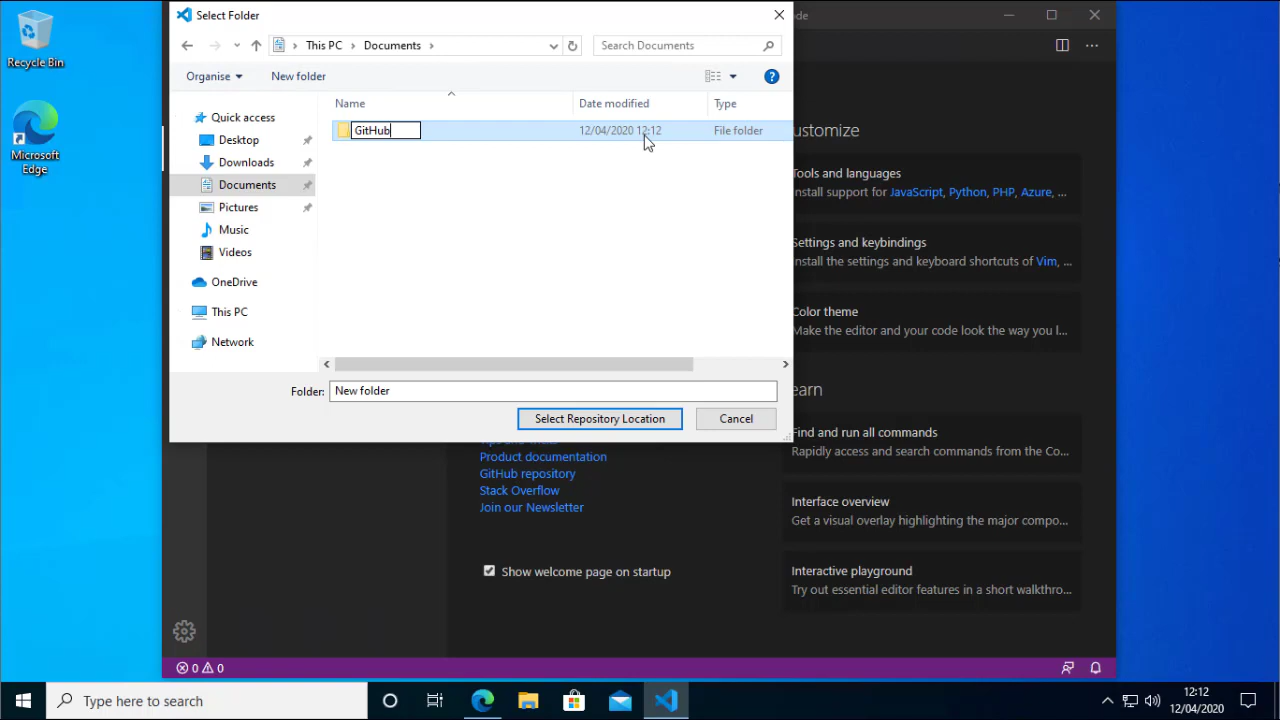 Recycle Bin
Microsoft
Edge
Select Folder
ode
This PC
Documents
Search Documents
Organise
New folder
?
Name
Date modified
Type
GitHub
12/04/2020 12:12
File folder
Quick access
Desktop
Downloads
Documents
Pictures
Music
Videos
OneDrive
This PC
Network
Folder:
New folder
Select Repository Location
Cancel
ustomize
Tools and languages
nstall support for JavaScript, Python, PHP, Azure, ...
Settings and keybindings
nstall the settings and keyboard shortcuts of Vim, ...
Color theme
Make the editor and your code look the way you l...
earn
Find and run all commands
Rapidly access and search commands from the Co...
Interface overview
Get a visual overlay highlighting the major compo...
Interactive playground
Try out essential editor features in a short walkthro...
Product documentation
GitHub repository
Stack Overflow
Join our Newsletter
Show welcome page on startup
0 0
Type here to search
12:12
12/04/2020